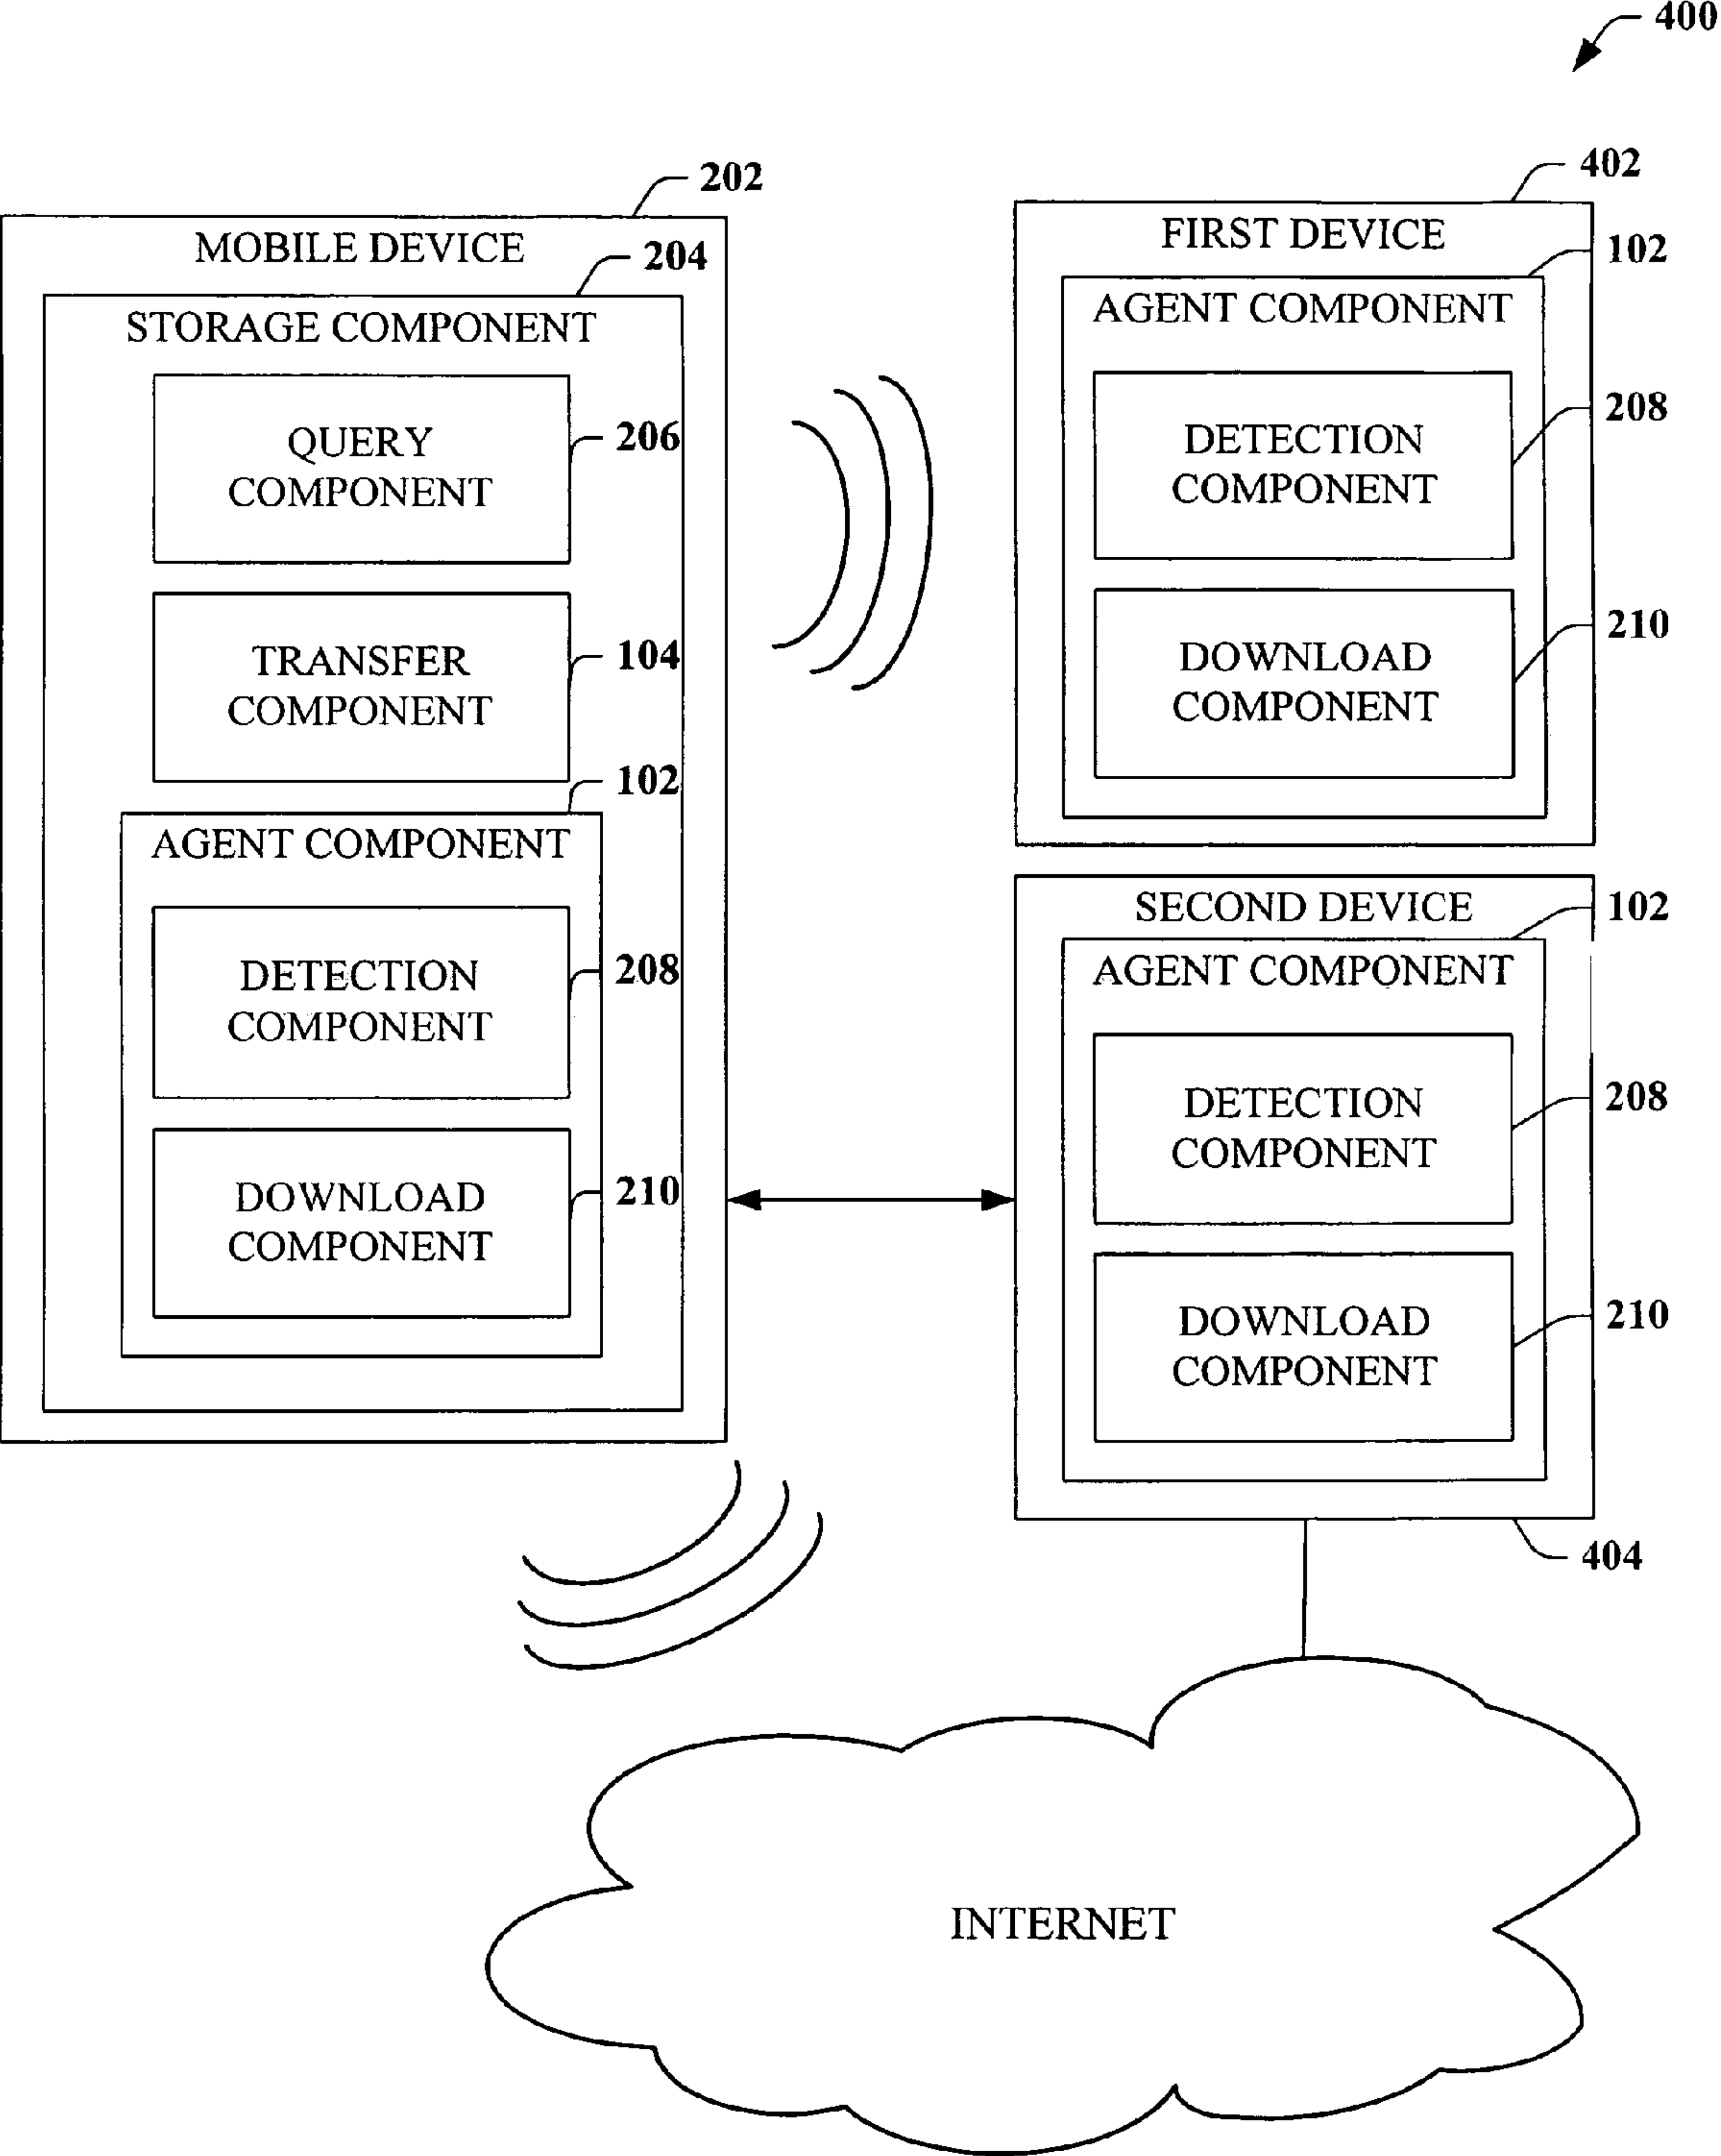 400
202
MOBILE DEVICE
204
STORAGE COMPONENT
QUERY
COMPONENT
206
TRANSFER
COMPONENT
104
102
AGENT COMPONENT
DETECTION
COMPONENT
208
DOWNLOAD
COMPONENT
210
402
FIRST DEVICE
102
AGENT COMPONENT
DETECTION
COMPONENT
208
DOWNLOAD
COMPONENT
210
SECOND DEVICE
102
AGENT COMPONENT
DETECTION
COMPONENT
208
DOWNLOAD
COMPONENT
210
404
INTERNET